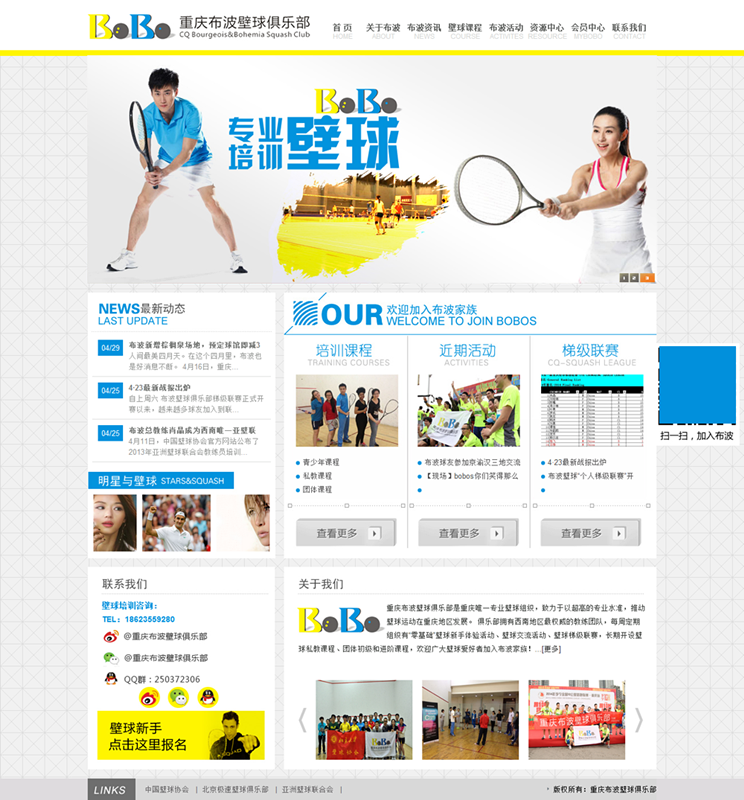 BoBo 重庆布波壁球俱乐部
CQ Bourgeois&Bohemia Squash Club
首 页 关于布波 布波资讯 壁球课程 布波活动 资源中心 会员中心 联系我们
HOME ABOUT NEWS COURSE ACTIVITES RESOURCE MYBOBO CONTACT
BoBo
专业
培训
壁球
1 2 3
NEWS最新动态
LAST UPDATE
04/29 布波新增棕榈泉场地，预定球馆即减3
人间最美四月天。在这个四月里，布波也
是好消息不断。 4月16日，重庆...
04/25 4·23最新战报出炉
自上周六 布波壁球俱乐部梯级联赛正式开
赛以来。越来越多球友加入到联...
04/25 布波总教练肖晶成为西南唯一亚壁联
4月11日，中国壁球协会官方网站公布了
2013年亚洲壁球联合会教练员培训...
明星与壁球 STARS&SQUASH
OUR 欢迎加入布波家族
WELCOME TO JOIN BOBOS
培训课程
TRAINING COURSES
青少年课程
私教课程
团体课程
查看更多
近期活动
ACTIVITIES
布波球友参加京渝汉三地交流
【现场】bobos你们笑得那么
查看更多
梯级联赛
CQ-SQUASH LEAGUE
4·23最新战报出炉
布波壁球“个人梯级联赛”开
查看更多
扫一扫，加入布波
联系我们
壁球培训咨询：
TEL：18623559280
@重庆布波壁球俱乐部
@重庆布波壁球俱乐部
QQ群：250372306
壁球新手
点击这里报名
关于我们
BoBo
重庆布波壁球俱乐部是重庆唯一专业壁球组织，致力于以超高的专业水准，推动
壁球运动在重庆地区发展。 俱乐部拥有西南地区最权威的教练团队，每周定期
组织有“零基础”壁球新手体验活动、壁球交流活动、壁球梯级联赛，长期开设壁
球私教课程、团体初级和进阶课程，欢迎广大壁球爱好者加入布波家族！...[更多]
重庆布波壁球俱乐部
LINKS 中国壁球协会 | 北京极速壁球俱乐部 | 亚洲壁球联合会 |
版权所有：重庆布波壁球俱乐部